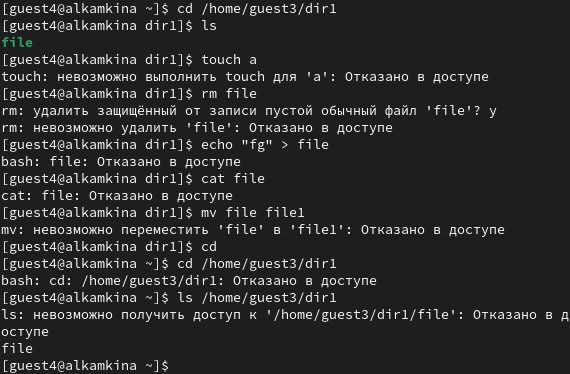 [guest4@alkamkina ~]$ cd /home/guest3/dir1
[guest4@alkamkina dir1]$ ls
file
[guest4@alkamkina dir1]$ touch a
touch: невозможно выполнить touch для 'a': Отказано в доступе
[guest4@alkamkina dir1]$ rm file
rm: удалить защищённый от записи пустой обычный файл 'file'? y
rm: невозможно удалить 'file': Отказано в доступе
[guest4@alkamkina dir1]$ echo "fg" > file
bash: file: Отказано в доступе
[guest4@alkamkina dir1]$ cat file
cat: file: Отказано в доступе
[guest4@alkamkina dir1]$ mv file file1
mv: невозможно переместить 'file' в 'file1': Отказано в доступе
[guest4@alkamkina dir1]$ cd
[guest4@alkamkina ~]$ cd /home/guest3/dir1
bash: cd: /home/guest3/dir1: Отказано в доступе
[guest4@alkamkina ~]$ ls /home/guest3/dir1
ls: невозможно получить доступ к '/home/guest3/dir1/file': Отказано в д
оступе
file
[guest4@alkamkina ~]$